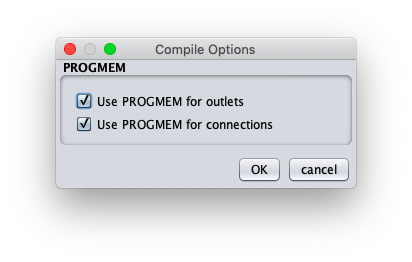 Compile Options
PROGMEM
Use PROGMEM for outlets
Use PROGMEM for connections
OK cancel